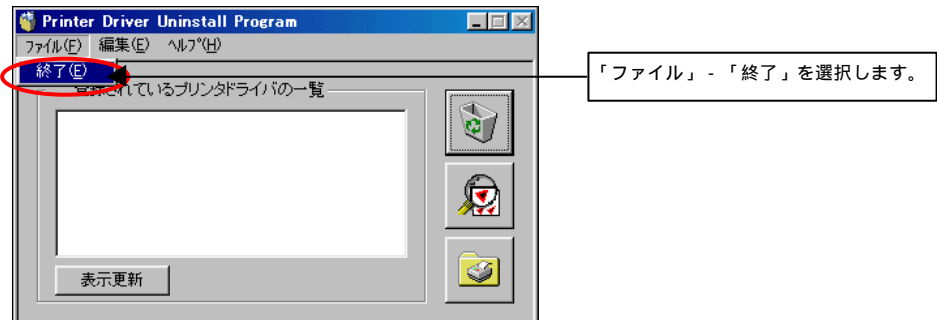 Printer Driver Uninstall Program
ファイル(F) 編集(E) ヘルプ(H)
終了(E)
登録されているプリンタドライバの一覧
表示更新
「ファイル」-「終了」を選択します。